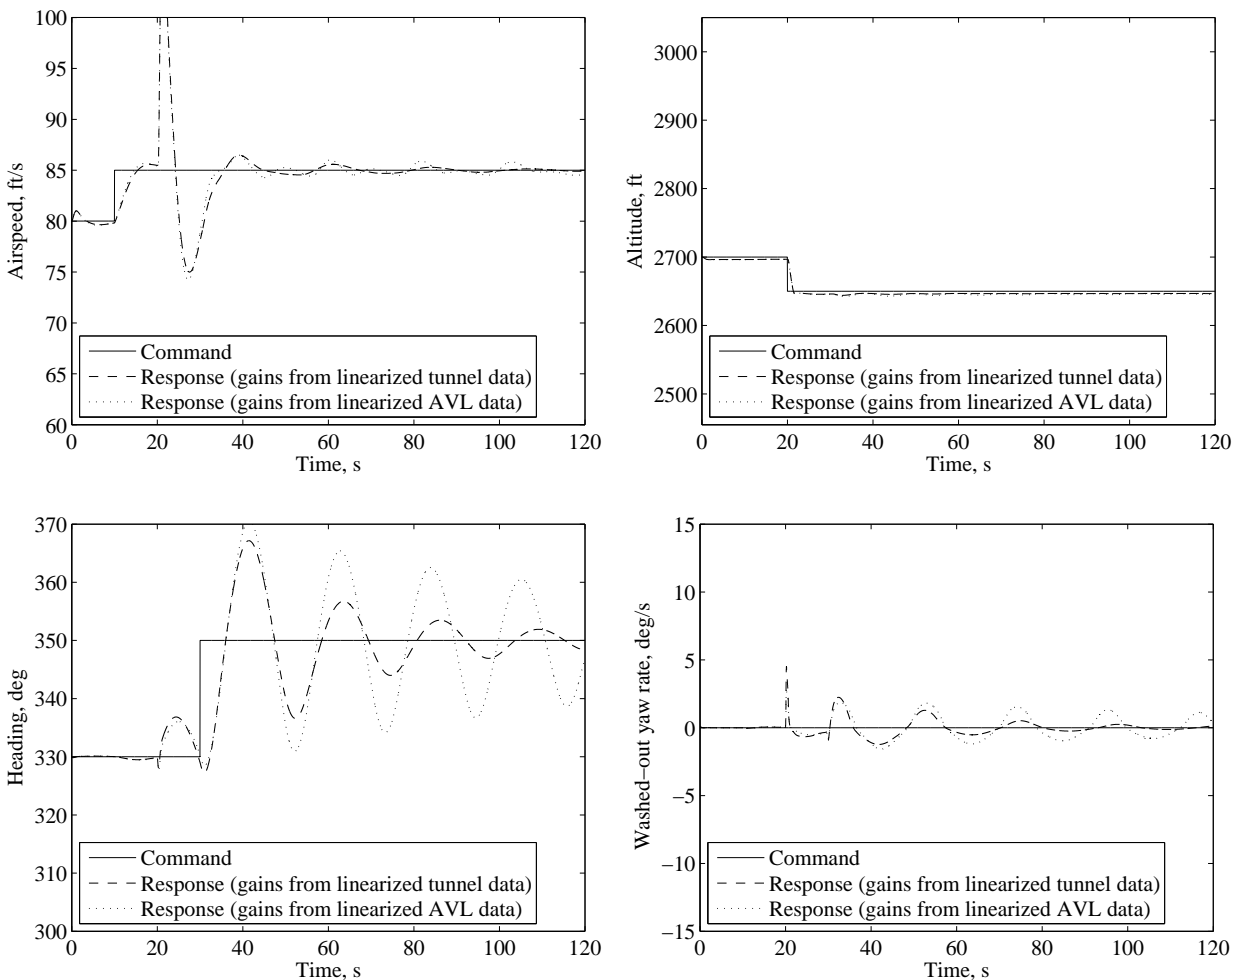 100
95
90
85
80
75
70
65
60
Airspeed, ft/s
Command
Response (gains from linearized tunnel data)
Response (gains from linearized AVL data)
0 20 40 60 80 100 120
Time, s
3000
2900
2800
2700
2600
2500
Altitude, ft
Command
Response (gains from linearized tunnel data)
Response (gains from linearized AVL data)
0 20 40 60 80 100 120
Time, s
370
360
350
340
330
320
310
300
Heading, deg
Command
Response (gains from linearized tunnel data)
Response (gains from linearized AVL data)
0 20 40 60 80 100 120
Time, s
15
10
5
0
−5
−10
−15
Washed−out yaw rate, deg/s
Command
Response (gains from linearized tunnel data)
Response (gains from linearized AVL data)
0 20 40 60 80 100 120
Time, s